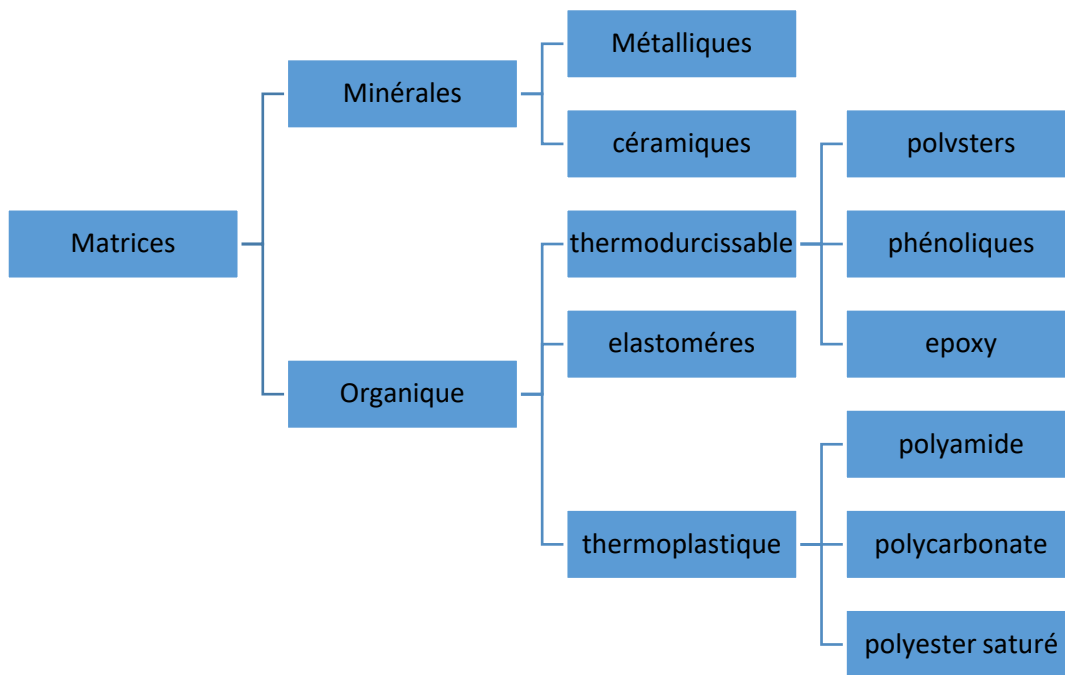 Métalliques
Minérales
céramiques
polvsters
Matrices
thermodurcissable
phénoliques
elastoméres
epoxy
Organique
polyamide
thermoplastique
polycarbonate
polyester saturé